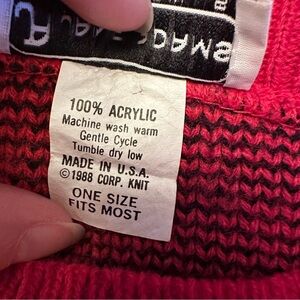 100% ACRYLIC
Machine wash warm
Gentle Cycle
Tumble dry low
MADE IN U.S.A.
©1988 CORP. KNIT
ONE SIZE
FITS MOST